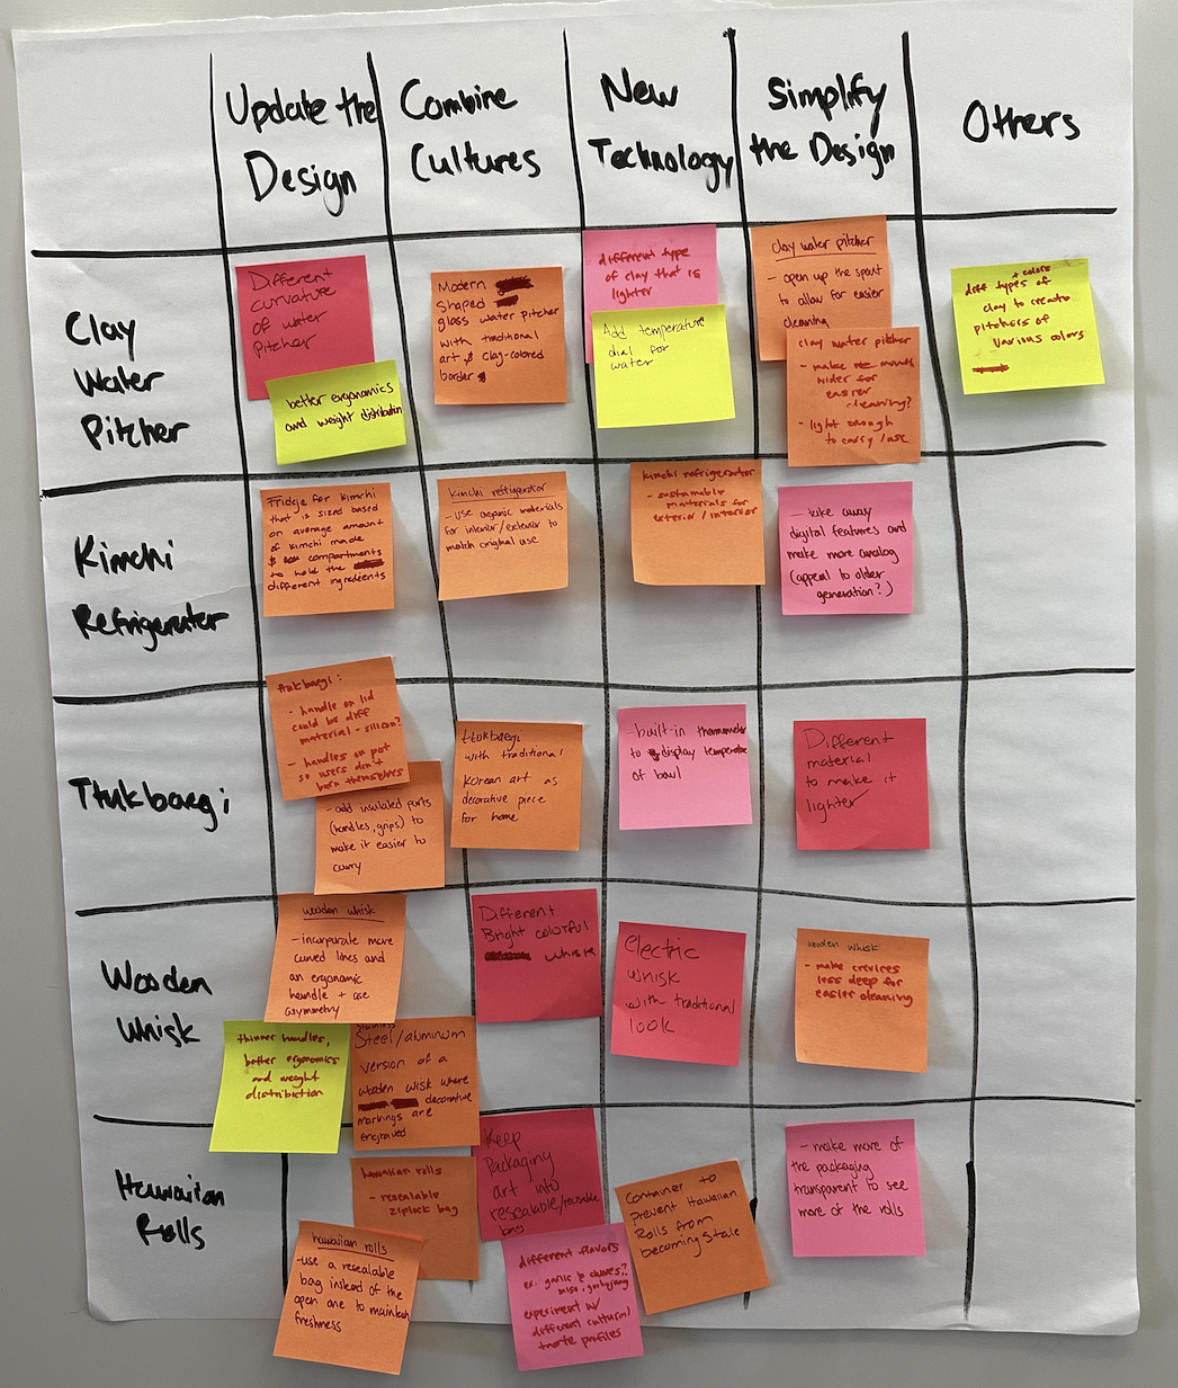 Update the
Design
Combine
Cultures
New
Technology
Simplify
the Design
Others
Clay
Water
Pitcher
Different
curvature
of water
Pitcher
better ergonomics
and weight distribution
Modern
Shaped
glass water pitcher
with traditional
art & clay-colored
border
different type
of clay that is
lighter
Add temperature
dial for
water
clay water pitcher
- open up the spout
to allow for easier
cleaning
clay water pitcher
- make mouth
wider for
easier
cleaning?
- light enough
to carry/use
+ colors
diff types of
clay to create
pitchers of
various colors
Kimchi
Refrigerator
Fridge for kimchi
that is sized based
on average amount
of kimchi made
& compartments
to hold the
different ingredients
kimchi refrigerator
- use organic materials
for interior/exterior to
match original use
kimchi refrigerator
- sustainable
materials for
exterior/interior
- take away
digital features and
make more analog
(appeal to older
generation?)
Ttukbaegi
ttukbaegi:
- handle on lid
could be diff
material - silicon?
- handles on pot
so users don't
burn themselves
- add insulated parts
(handles, grips) to
make it easier to
carry
ttukbaegi
with traditional
Korean art as
decorative piece
for home
- built-in thermometer
to display temperature
of bowl
Different
material
to make it
lighter
Wooden
Whisk
wooden whisk
- incorporate more
curved lines and
an ergonomic
handle + use
asymmetry
thinner handles,
better ergonomics
and weight
distribution
Steel/aluminum
version of a
wooden wisk where
decorative
markings are
engraved
Different
Bright colorful
whisk
Electric
whisk
with traditional
look
wooden whisk
- make crevices
less deep for
easier cleaning
Hawaiian
Rolls
hawaiian rolls
- resealable
ziplock bag
hawaiian rolls
- use a resealable
bag instead of the
open one to maintain
freshness
Keep
Packaging
art into
resealable/reusable
bag
different flavors
ex. garlic & chives?
miso, gochujang
experiment w/
different cultural
taste profiles
Container to
prevent Hawaiian
Rolls from
becoming stale
- make more of
the packaging
transparent to see
more of the rolls